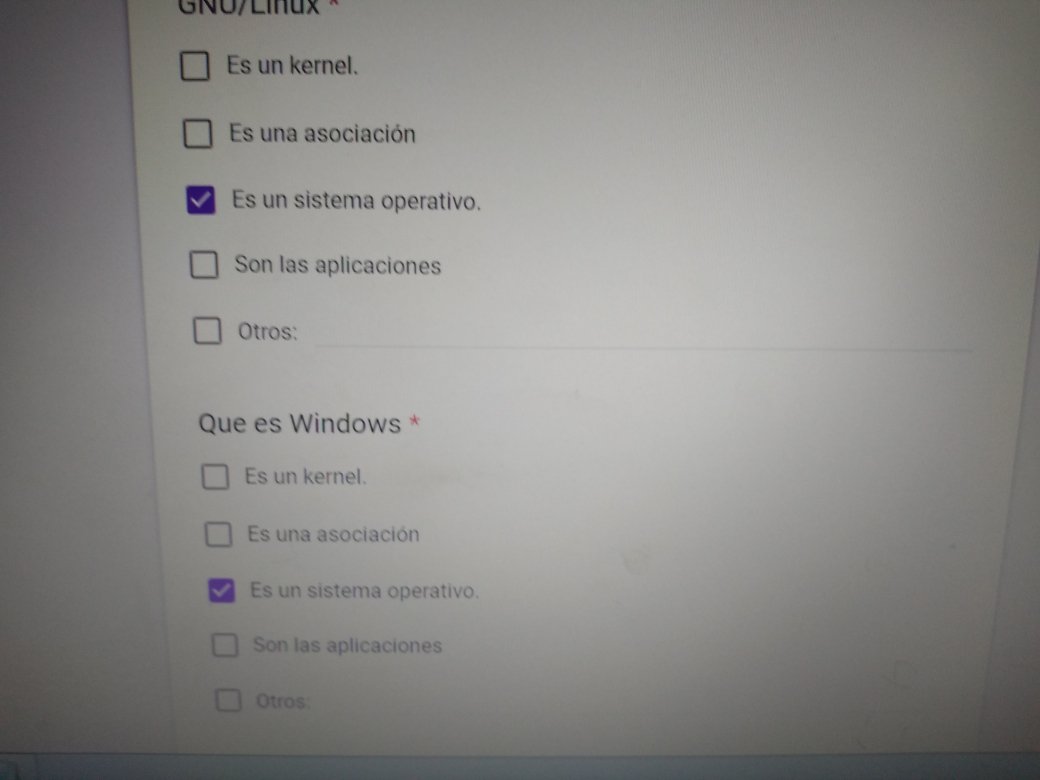 GNU/Linux *
Es un kernel.
Es una asociación
Es un sistema operativo.
Son las aplicaciones
Otros:
Que es Windows *
Es un kernel.
Es una asociación
Es un sistema operativo.
Son las aplicaciones
Otros: